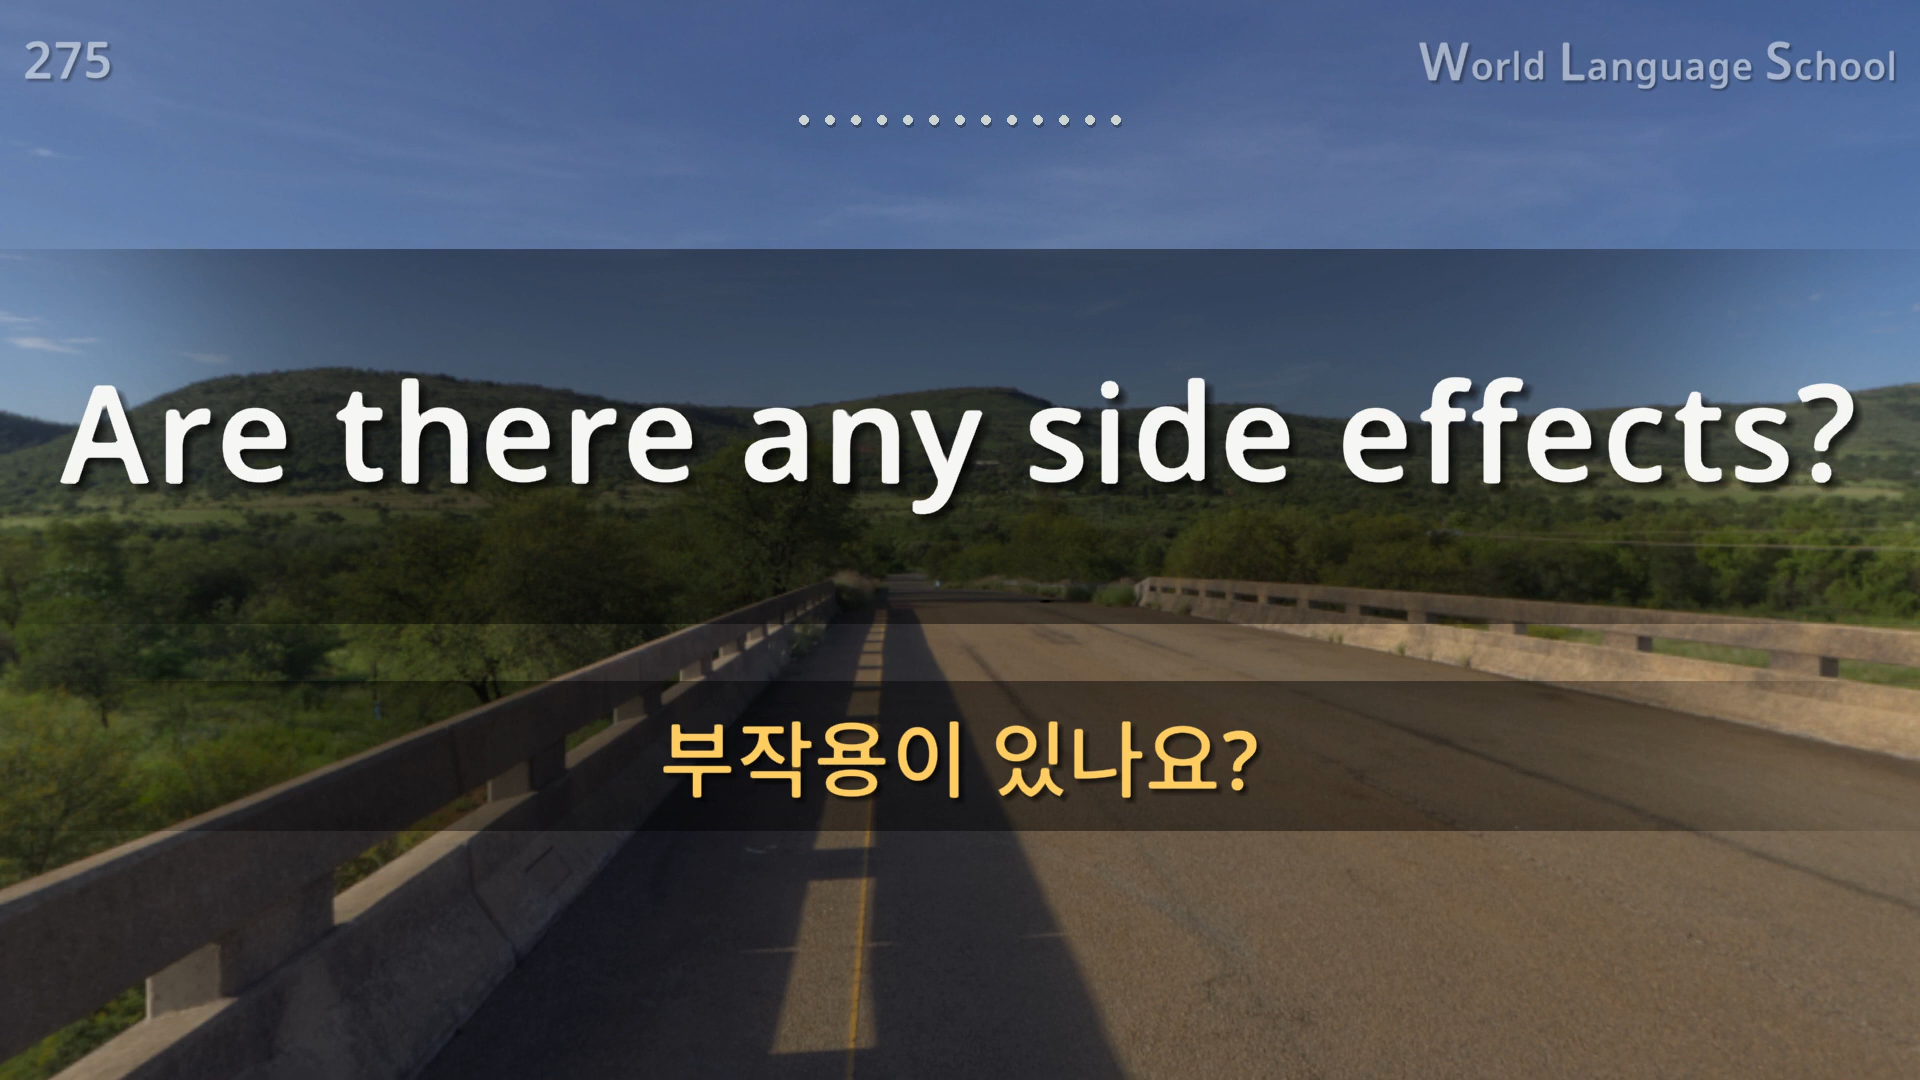 275
World Language School
Are there any side effects?
부작용이 있나요?